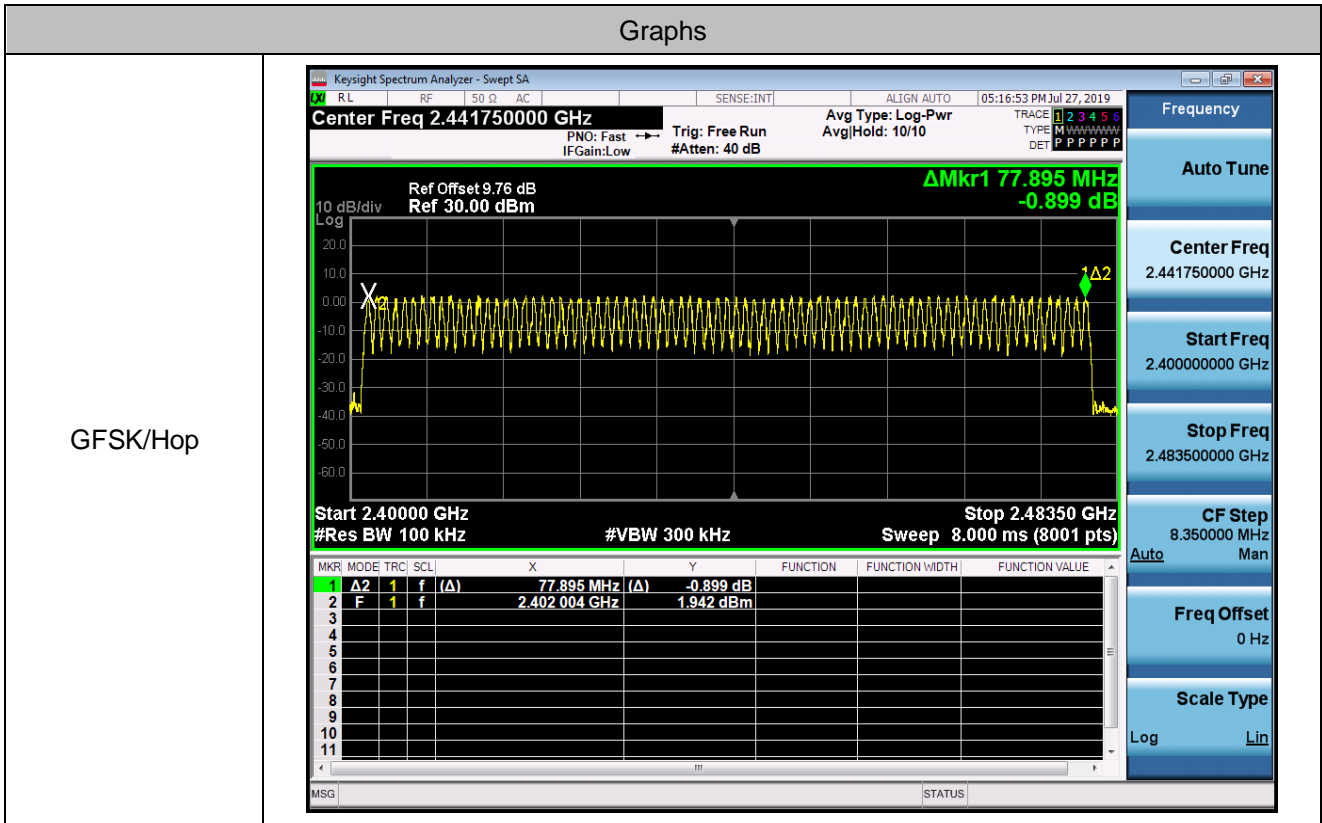 Graphs
GFSK/Hop
Keysight Spectrum Analyzer - Swept SA
LXI RL RF 50 Ω AC SENSE:INT ALIGN AUTO 05:16:53 PM Jul 27, 2019
Center Freq 2.441750000 GHz
PNO: Fast
IFGain:Low
Trig: Free Run
#Atten: 40 dB
Avg Type: Log-Pwr
Avg|Hold: 10/10
TRACE 1 2 3 4 5 6
TYPE M WWWWW
DET P P P P P P
ΔMkr1 77.895 MHz
-0.899 dB
Ref Offset 9.76 dB
10 dB/div Ref 30.00 dBm
Log
20.0
10.0
0.00
-10.0
-20.0
-30.0
-40.0
-50.0
-60.0
2
1Δ2
Start 2.40000 GHz Stop 2.48350 GHz
#Res BW 100 kHz #VBW 300 kHz Sweep 8.000 ms (8001 pts)
MKR MODE TRC SCL X Y FUNCTION FUNCTION WIDTH FUNCTION VALUE
1 Δ2 1 f (Δ) 77.895 MHz (Δ) -0.899 dB
2 F 1 f 2.402 004 GHz 1.942 dBm
3
4
5
6
7
8
9
10
11
MSG STATUS
Frequency
Auto Tune
Center Freq
2.441750000 GHz
Start Freq
2.400000000 GHz
Stop Freq
2.483500000 GHz
CF Step
8.350000 MHz
Auto Man
Freq Offset
0 Hz
Scale Type
Log Lin